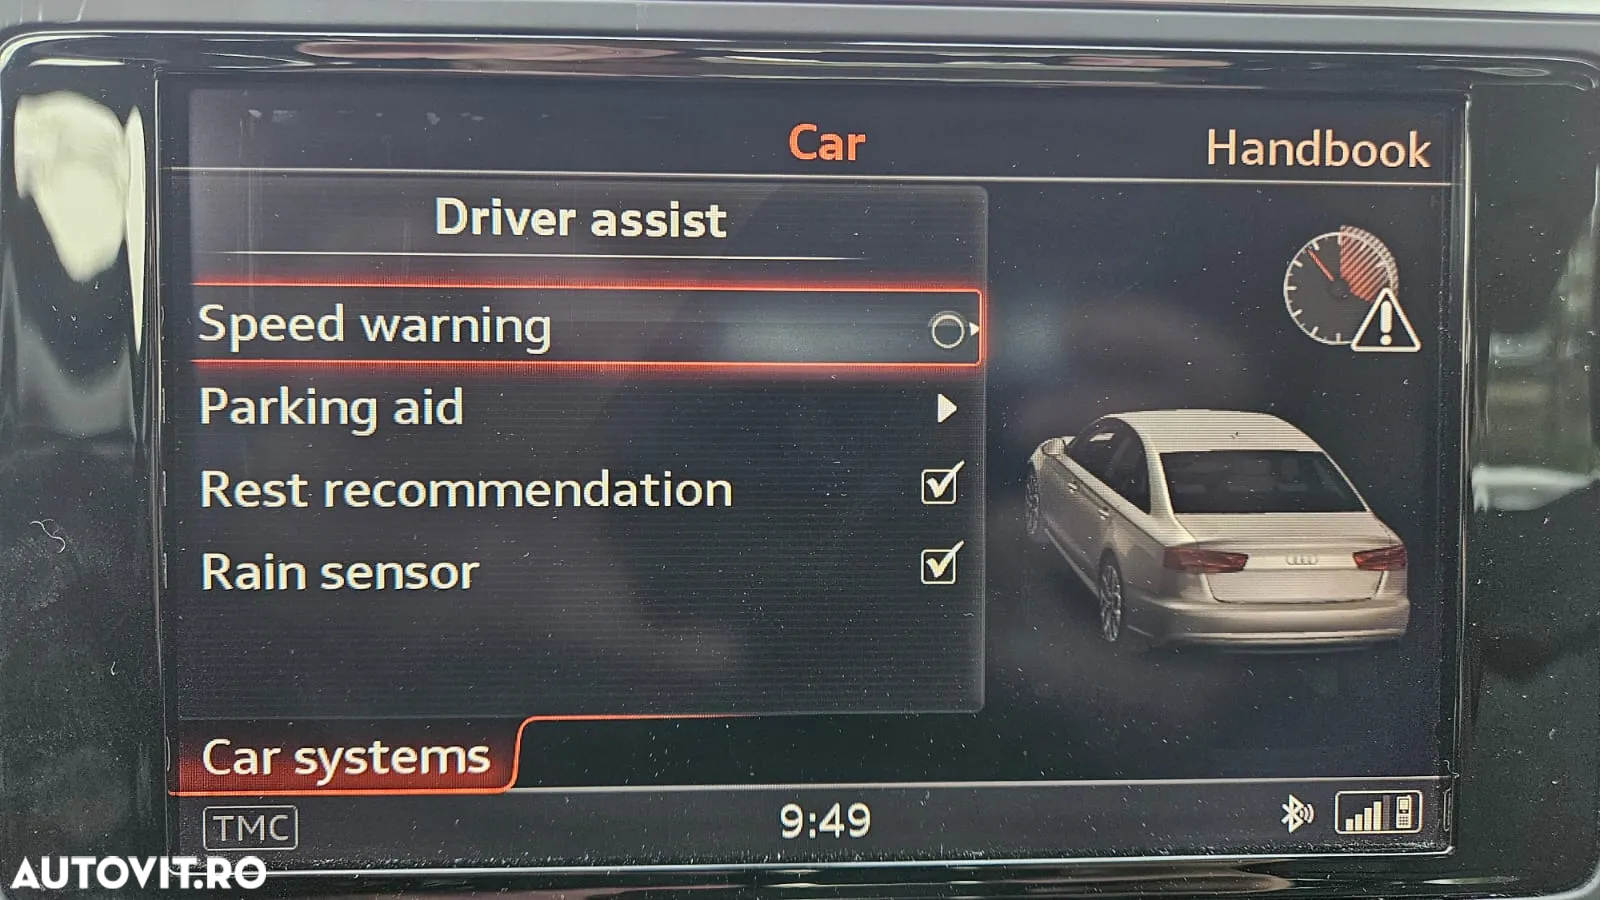 Car
Handbook
Driver assist
Speed warning
Parking aid
Rest recommendation
Rain sensor
Car systems
TMC
9:49
AUTOVIT.RO